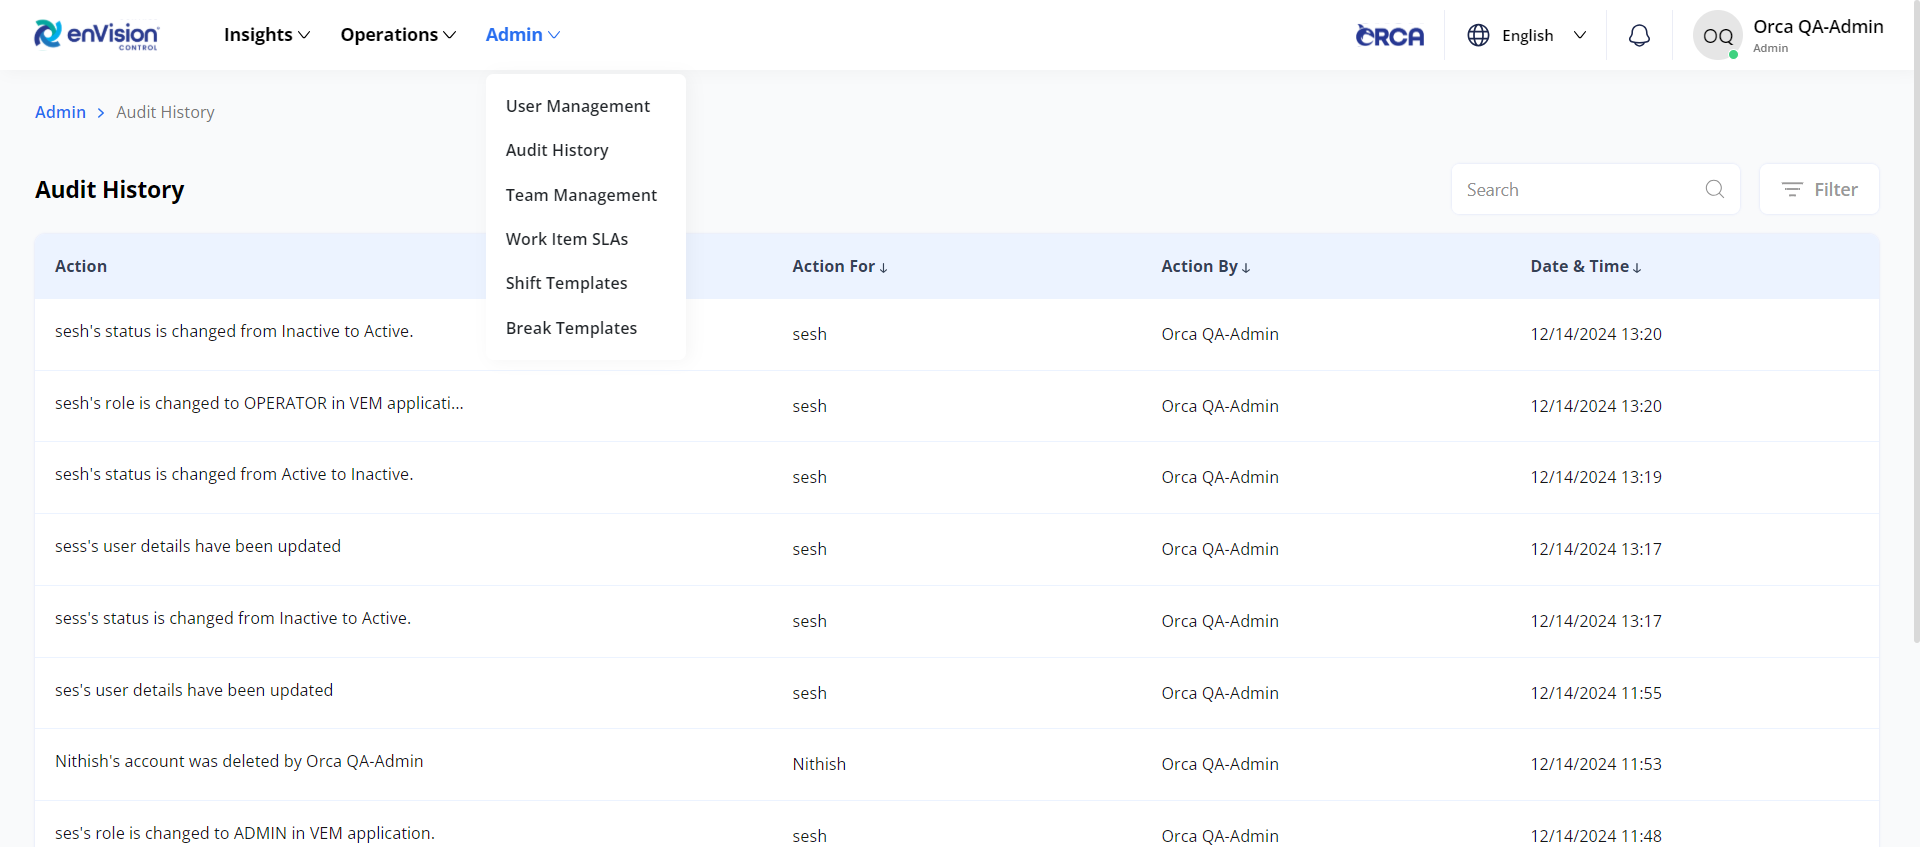 enVision CONTROL Insights Operations Admin ORCA English OQ Orca QA-Admin
Admin
User Management
Admin > Audit History
Audit History
Team Management
Audit History Search Filter
Work Item SLAs
Action Action For ↓ Action By ↓ Date & Time ↓
Shift Templates
Break Templates
sesh's status is changed from Inactive to Active. sesh Orca QA-Admin 12/14/2024 13:20
sesh's role is changed to OPERATOR in VEM applicati... sesh Orca QA-Admin 12/14/2024 13:20
sesh's status is changed from Active to Inactive. sesh Orca QA-Admin 12/14/2024 13:19
sess's user details have been updated sesh Orca QA-Admin 12/14/2024 13:17
sess's status is changed from Inactive to Active. sesh Orca QA-Admin 12/14/2024 13:17
ses's user details have been updated sesh Orca QA-Admin 12/14/2024 11:55
Nithish's account was deleted by Orca QA-Admin Nithish Orca QA-Admin 12/14/2024 11:53
ses's role is changed to ADMIN in VEM application. sesh Orca QA-Admin 12/14/2024 11:48